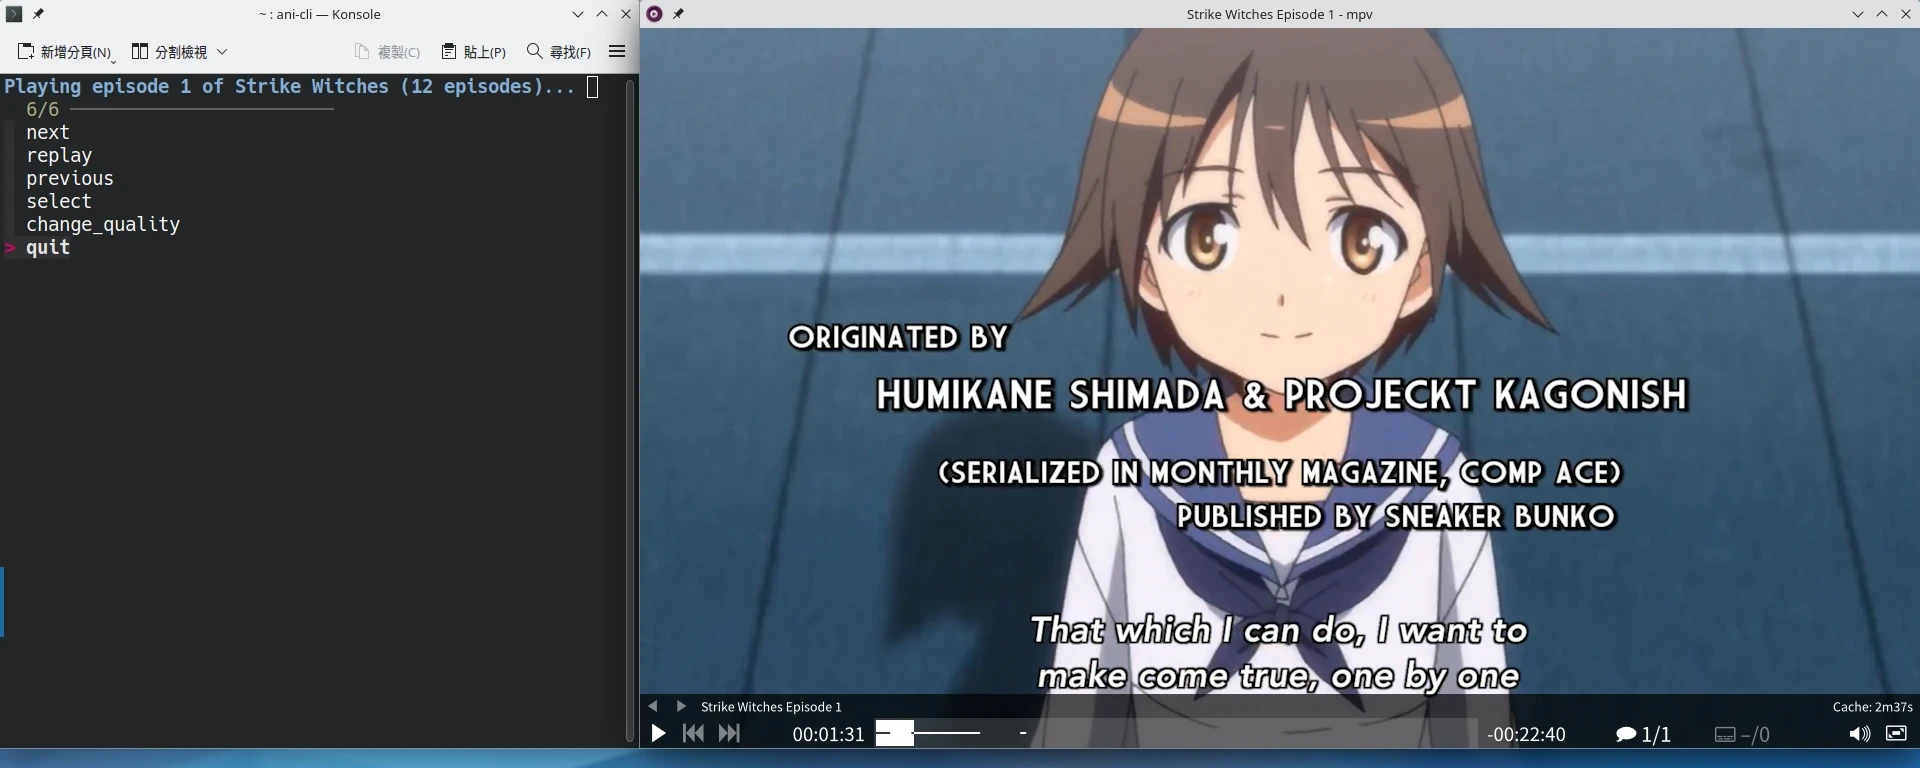 ~ : ani-cli — Konsole
新增分頁(N)
分割檢視
複製(C)
貼上(P)
尋找(F)
Playing episode 1 of Strike Witches (12 episodes)...
6/6
next
replay
previous
select
change_quality
> quit
Strike Witches Episode 1 - mpv
ORIGINATED BY
HUMIKANE SHIMADA & PROJECKT KAGONISH
(SERIALIZED IN MONTHLY MAGAZINE, COMP ACE)
PUBLISHED BY SNEAKER BUNKO
That which I can do, I want to
make come true, one by one
Strike Witches Episode 1
Cache: 2m37s
00:01:31
-00:22:40
1/1
–/0